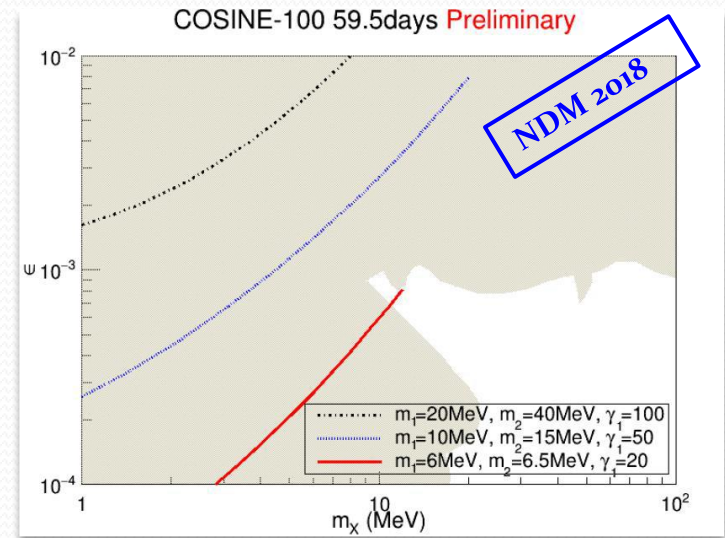 COSINE-100 59.5days Preliminary
NDM 2018
10⁻²
10⁻³
10⁻⁴
ϵ
m₁=20MeV, m₂=40MeV, γ₁=100
m₁=10MeV, m₂=15MeV, γ₁=50
m₁=6MeV, m₂=6.5MeV, γ₁=20
1
10
10²
m_X (MeV)